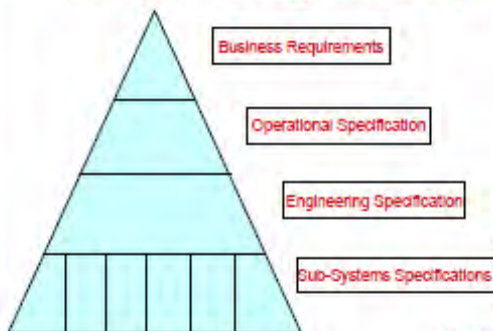 Business Requirements
Operational Specification
Engineering Specification
Sub-Systems Specifications